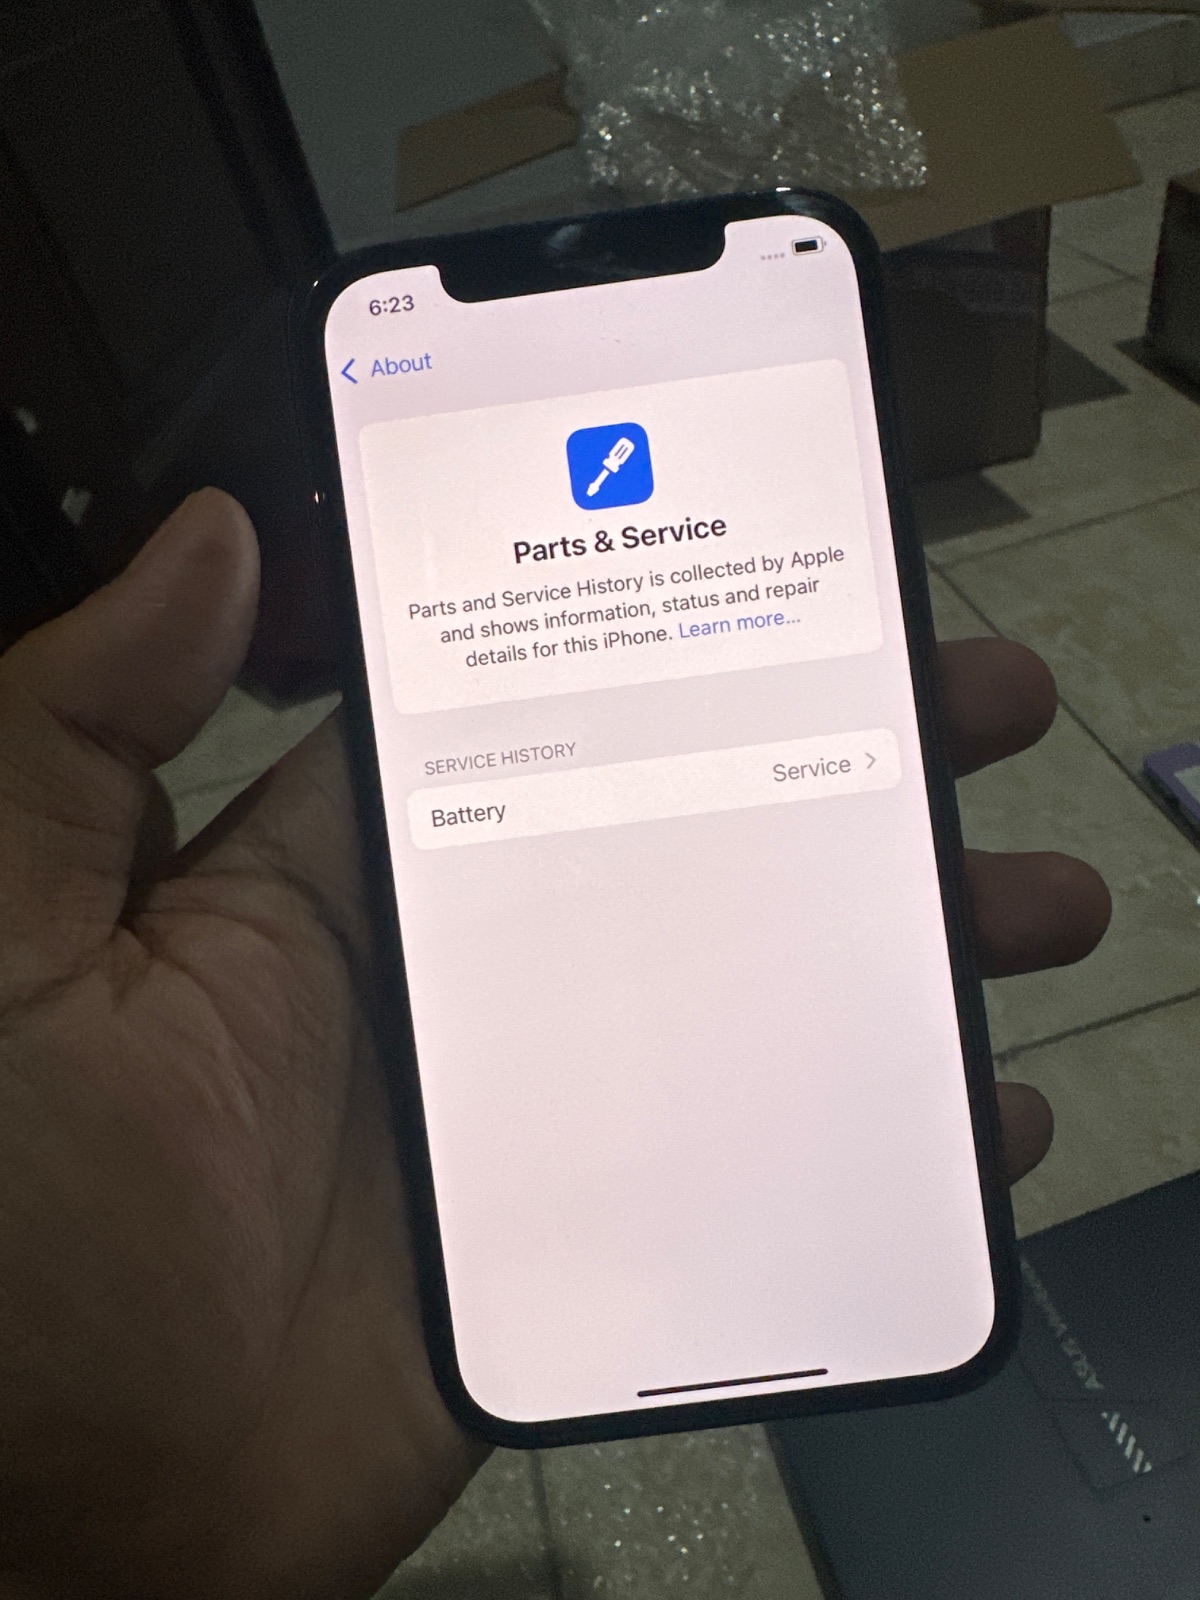 6:23
About
Parts & Service
Parts and Service History is collected by Apple
and shows information, status and repair
details for this iPhone. Learn more...
SERVICE HISTORY
Battery Service